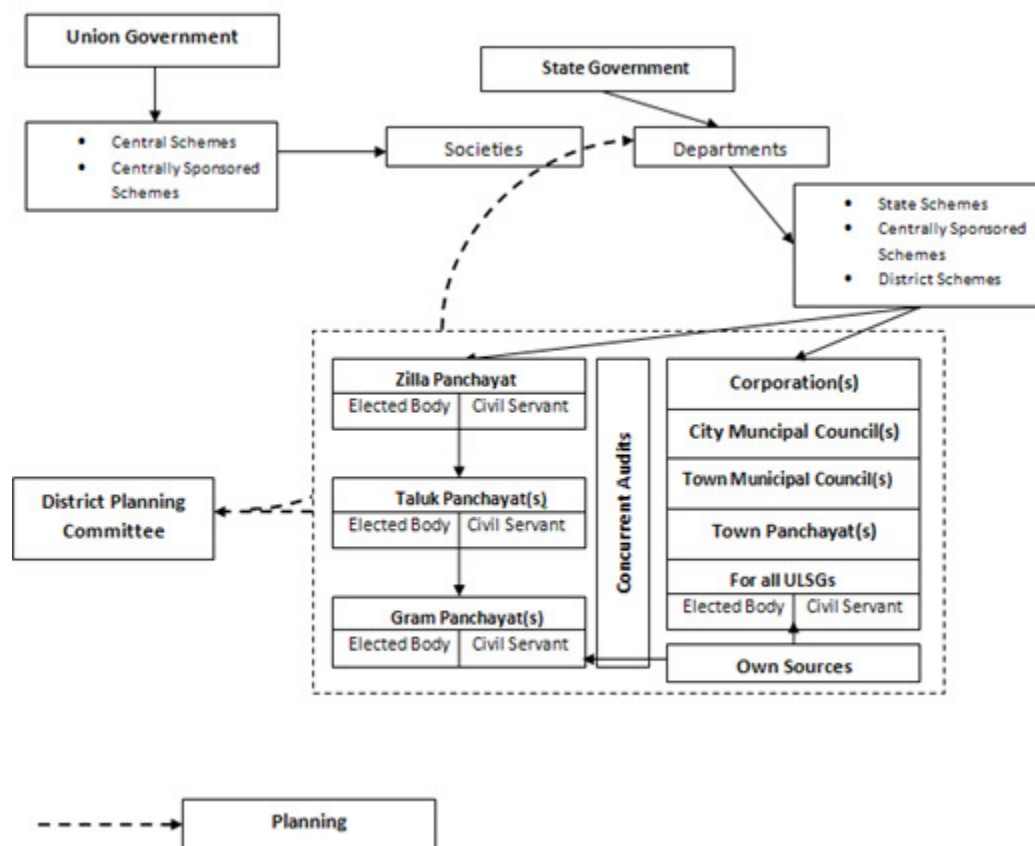 Union Government
State Government
• Central Schemes
• Centrally Sponsored
Schemes
Societies
Departments
• State Schemes
• Centrally Sponsored
Schemes
• District Schemes
Zilla Panchayat
Elected Body Civil Servant
Taluk Panchayat(s)
Elected Body Civil Servant
Gram Panchayat(s)
Elected Body Civil Servant
Concurrent Audits
Corporation(s)
City Muncipal Council(s)
Town Municipal Council(s)
Town Panchayat(s)
For all ULSGs
Elected Body Civil Servant
Own Sources
District Planning
Committee
Planning